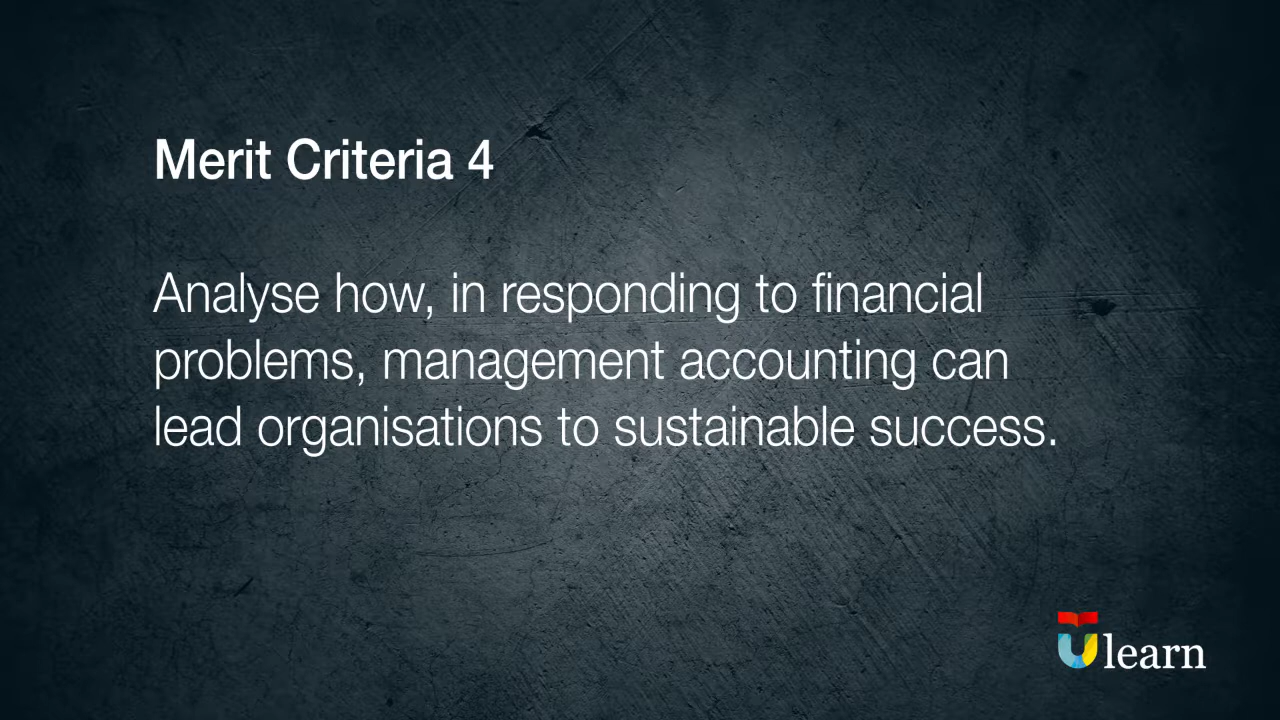 Merit Criteria 4
Analyse how, in responding to financial
problems, management accounting can
lead organisations to sustainable success.
U learn